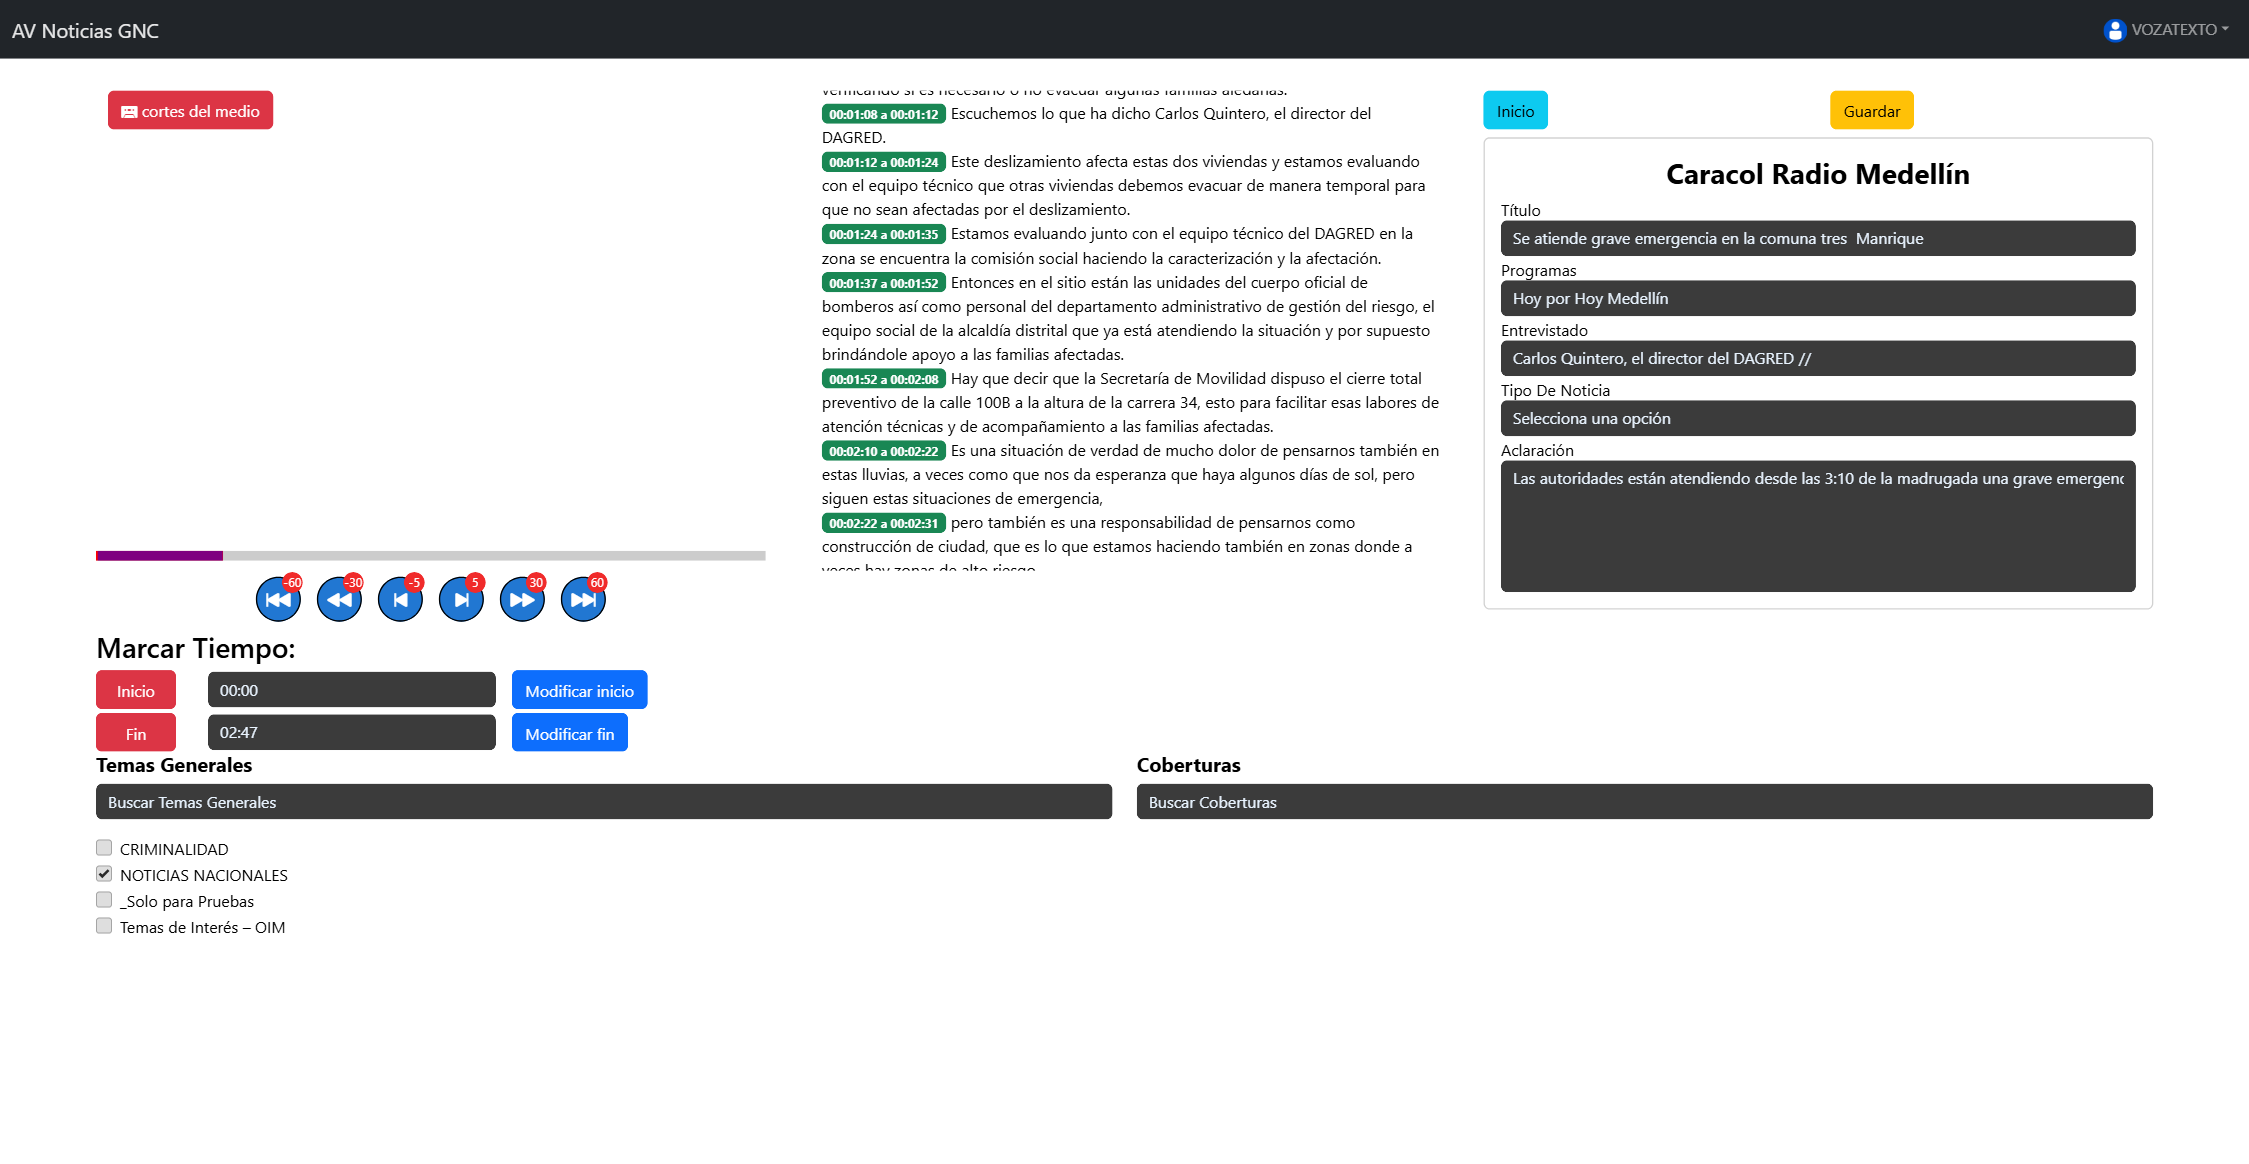 AV Noticias GNC
VOZATEXTO
cortes del medio
verificando si es necesario o no evacuar algunas familias aledañas.
00:01:08 a 00:01:12 Escuchemos lo que ha dicho Carlos Quintero, el director del
DAGRED.
00:01:12 a 00:01:24 Este deslizamiento afecta estas dos viviendas y estamos evaluando
con el equipo técnico que otras viviendas debemos evacuar de manera temporal para
que no sean afectadas por el deslizamiento.
00:01:24 a 00:01:35 Estamos evaluando junto con el equipo técnico del DAGRED en la
zona se encuentra la comisión social haciendo la caracterización y la afectación.
00:01:37 a 00:01:52 Entonces en el sitio están las unidades del cuerpo oficial de
bomberos así como personal del departamento administrativo de gestión del riesgo, el
equipo social de la alcaldía distrital que ya está atendiendo la situación y por supuesto
brindándole apoyo a las familias afectadas.
00:01:52 a 00:02:08 Hay que decir que la Secretaría de Movilidad dispuso el cierre total
preventivo de la calle 100B a la altura de la carrera 34, esto para facilitar esas labores de
atención técnicas y de acompañamiento a las familias afectadas.
00:02:10 a 00:02:22 Es una situación de verdad de mucho dolor de pensarnos también en
estas lluvias, a veces como que nos da esperanza que haya algunos días de sol, pero
siguen estas situaciones de emergencia,
00:02:22 a 00:02:31 pero también es una responsabilidad de pensarnos como
construcción de ciudad, que es lo que estamos haciendo también en zonas donde a
veces hay zonas de alto riesgo
Inicio
Guardar
Caracol Radio Medellín
Título
Se atiende grave emergencia en la comuna tres  Manrique
Programas
Hoy por Hoy Medellín
Entrevistado
Carlos Quintero, el director del DAGRED //
Tipo De Noticia
Selecciona una opción
Aclaración
Las autoridades están atendiendo desde las 3:10 de la madrugada una grave emergenc
-60 -30 -5 5 30 60
Marcar Tiempo:
Inicio 00:00 Modificar inicio
Fin 02:47 Modificar fin
Temas Generales
Buscar Temas Generales
CRIMINALIDAD
NOTICIAS NACIONALES
_Solo para Pruebas
Temas de Interés – OIM
Coberturas
Buscar Coberturas